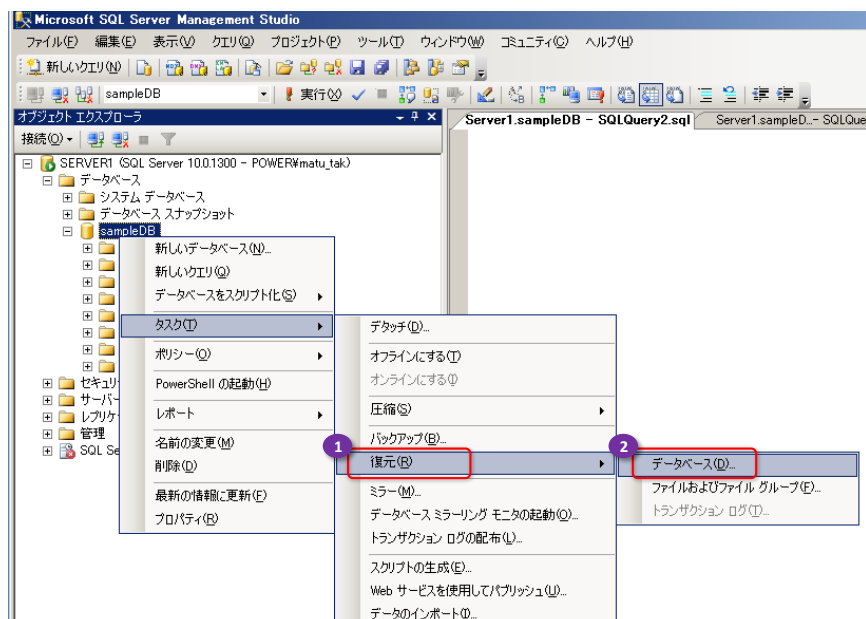 Microsoft SQL Server Management Studio
ファイル(F) 編集(E) 表示(V) クエリ(Q) プロジェクト(P) ツール(T) ウィンドウ(W) コミュニティ(C) ヘルプ(H)
新しいクエリ(N)
sampleDB 実行(X)
オブジェクト エクスプローラ
Server1.sampleDB - SQLQuery2.sql Server1.sampleD...- SQLQue
接続(O)
SERVER1 (SQL Server 10.0.1300 - POWER¥matu_tak)
データベース
システム データベース
データベース スナップショット
sampleDB
新しいデータベース(N)...
新しいクエリ(Q)
データベースをスクリプト化(S)
タスク(T)
ポリシー(O)
PowerShell の起動(H)
レポート
名前の変更(M)
削除(D)
最新の情報に更新(F)
プロパティ(R)
セキュリ
サーバー
レプリケ
管理
SQL Se
デタッチ(D)...
オフラインにする(T)
オンラインにする(I)
圧縮(S)
バックアップ(B)...
1
復元(R)
ミラー(M)...
データベース ミラーリング モニタの起動(O)...
トランザクション ログの配布(L)...
スクリプトの生成(E)...
Web サービスを使用してパブリッシュ(U)...
データのインポート(I)...
2
データベース(D)...
ファイルおよびファイル グループ(F)...
トランザクション ログ(T)...